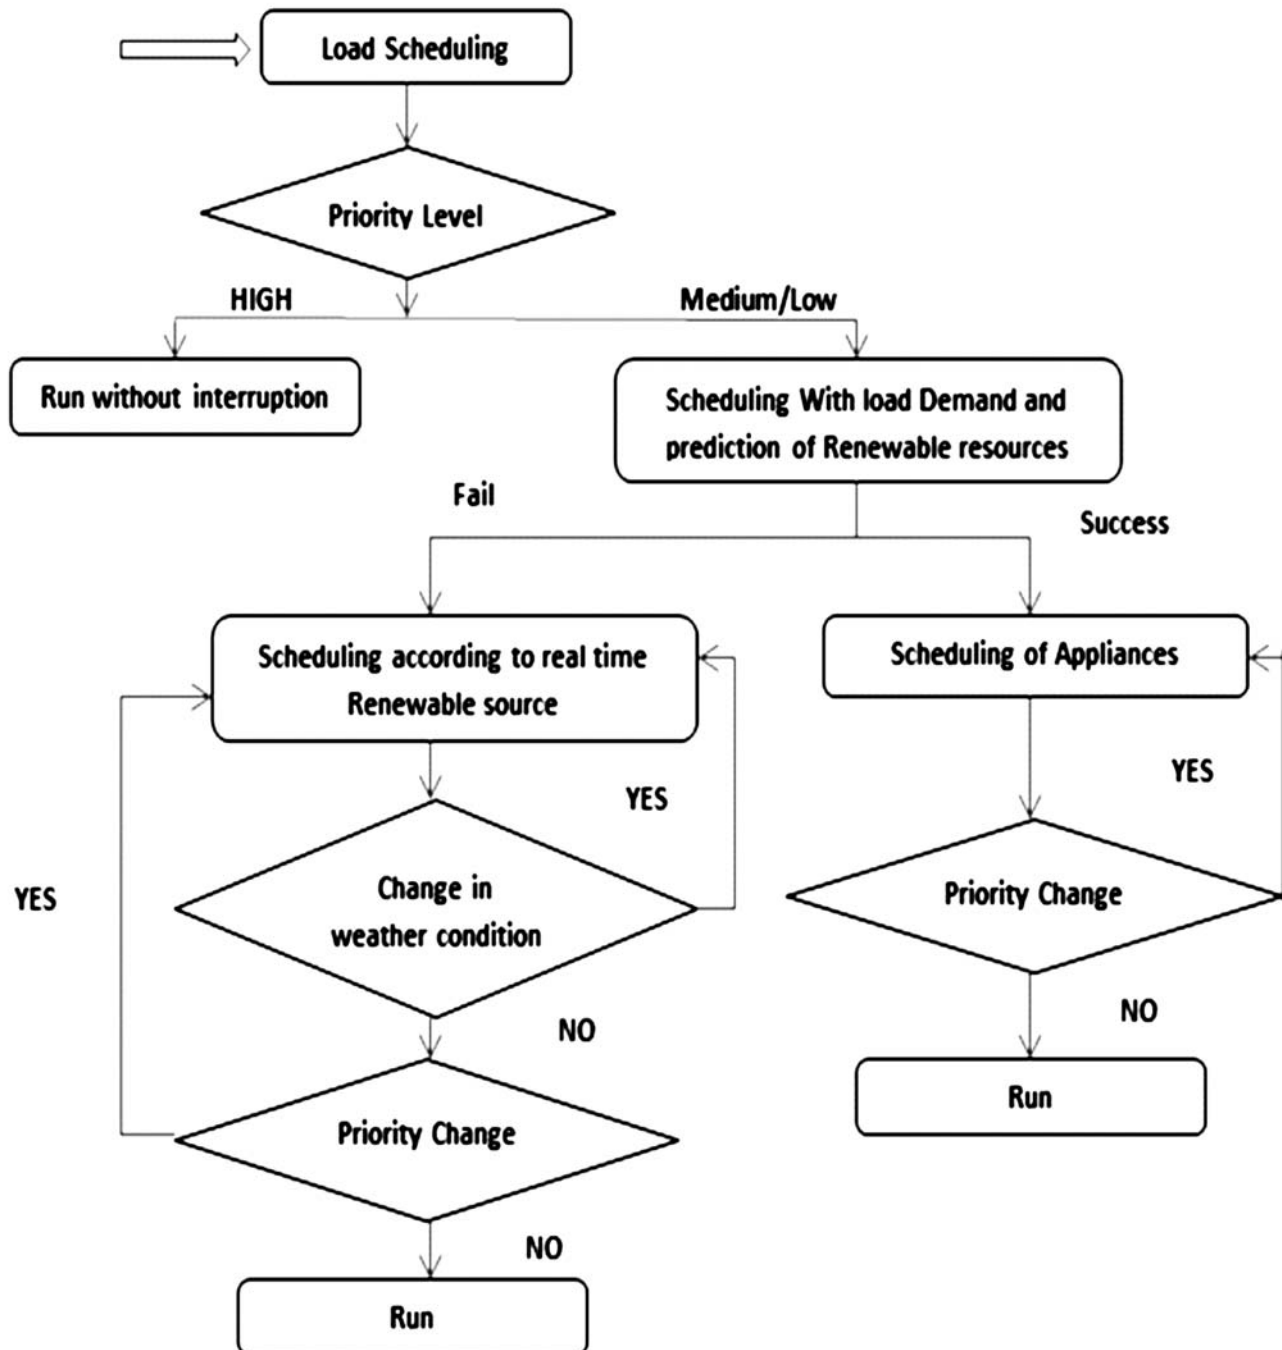 Load Scheduling
Priority Level
HIGH
Medium/Low
Run without interruption
Scheduling With load Demand and
prediction of Renewable resources
Fail
Success
Scheduling according to real time
Renewable source
Scheduling of Appliances
YES
YES
YES
Change in
weather condition
Priority Change
NO
NO
Run
Priority Change
NO
Run